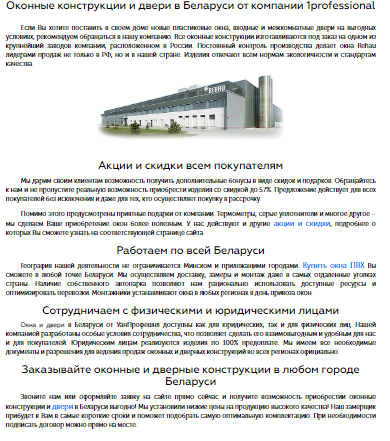 Оконные конструкции и двери в Беларуси от компании 1professional
Если Вы хотите поставить в своем доме новые пластиковые окна, входные и межкомнатные двери на выгодных
условиях, рекомендуем обращаться в нашу компанию. Все оконные конструкции изготавливаются под заказ на одном из
крупнейший заводов компании, расположенном в России. Постоянный контроль производства делает окна Rehau
лидерами продаж не только в РФ, но и в нашей стране. Изделия отвечают всем нормам экологичности и стандартам
качества.
REHAU
Акции и скидки всем покупателям
Мы дарим своим клиентам возможность получить дополнительные бонусы в виде скидок и подарков. Обращайтесь
к нам и не пропустите реальную возможность приобрести изделия со скидкой до 57%. Предложение действует для всех
покупателей без исключения и даже для тех, кто осуществляет покупку в рассрочку.
Помимо этого предусмотрены приятные подарки от компании. Термометры, серые уплотнители и многое другое –
мы сделаем Ваше приобретение окон более полезным. У нас действуют и другие акции и скидки, подробнее о
которых Вы сможете узнать на соответствующей странице сайта.
Работаем по всей Беларуси
География нашей деятельности не ограничивается Минском и прилежащими городами. Купить окна ПВХ Вы
сможете в любой точке Беларуси. Мы осуществляем доставку, замеры и монтаж даже в самых отдаленных уголках
страны. Наличие собственного автопарка позволяет нам рационально использовать доступные ресурсы и
оптимизировать перевозки. Монтажники устанавливают окна в любых регионах в день привоза окон.
Сотрудничаем с физическими и юридическими лицами
Окна и двери в Беларуси от УанПрофешнл доступны как для юридических, так и для физических лиц. Нашей
компанией разработаны особые условия сотрудничества, что позволяет сделать его взаимовыгодным и удобным для нас
и для покупателей. Юридическим лицам реализуются изделия по 100% предоплате. Мы имеем все необходимые
документы и разрешения для ведения продаж оконных и дверных конструкций во всех регионах официально.
Заказывайте оконные и дверные конструкции в любом городе
Беларуси
Звоните нам или оформляйте заявку на сайте прямо сейчас и получите возможность приобрести оконные
конструкции и двери в Беларуси выгодно! Мы установили низкие цены на продукцию высокого качества! Наш замерщик
прибудет к Вам в самые короткие сроки и поможет подобрать самую оптимальную комплектацию. При необходимости
подписать договор можно прямо на месте.